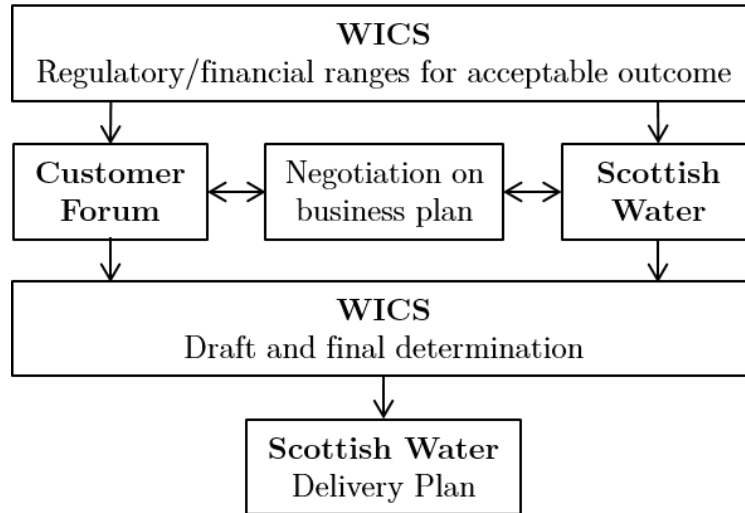 WICS
Regulatory/financial ranges for acceptable outcome
Customer
Forum
Negotiation on
business plan
Scottish
Water
WICS
Draft and final determination
Scottish Water
Delivery Plan